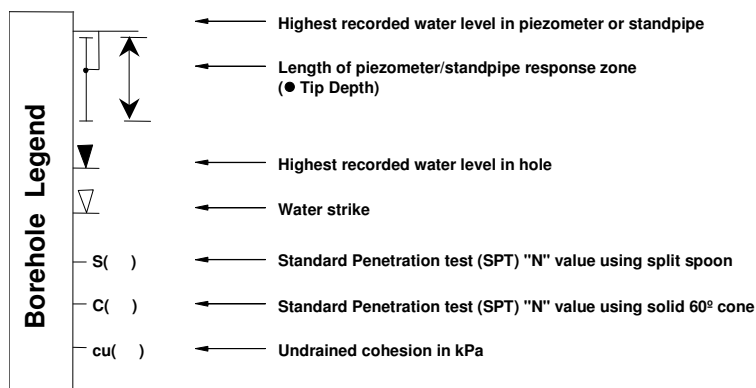 Borehole Legend
Highest recorded water level in piezometer or standpipe
Length of piezometer/standpipe response zone
(● Tip Depth)
Highest recorded water level in hole
Water strike
S( ) Standard Penetration test (SPT) "N" value using split spoon
C( ) Standard Penetration test (SPT) "N" value using solid 60º cone
cu( ) Undrained cohesion in kPa